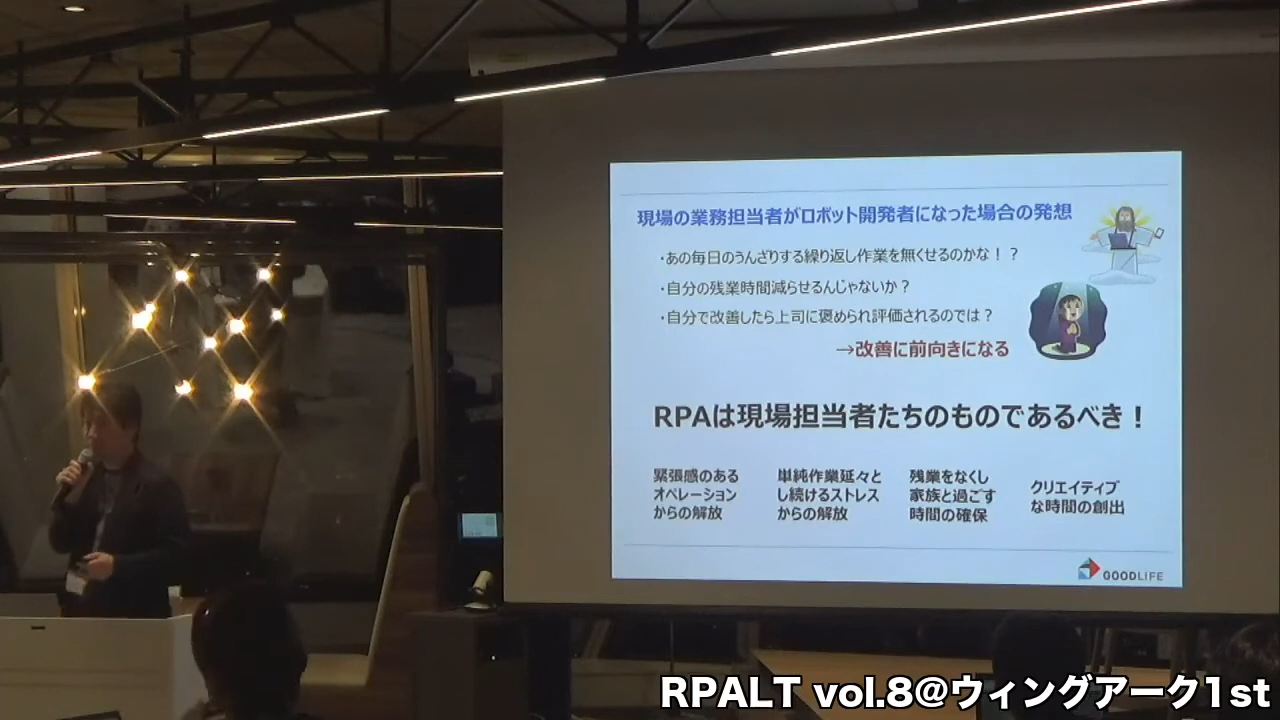 現場の業務担当者がロボット開発者になった場合の発想
・あの毎日のうんざりする繰り返し作業を無くせるのかな！？
・自分の残業時間減らせるんじゃないか？
・自分で改善したら上司に褒められ評価されるのでは？
→改善に前向きになる
RPAは現場担当者たちのものであるべき！
緊張感のある
オペレーション
からの解放
単純作業延々と
し続けるストレス
からの解放
残業をなくし
家族と過ごす
時間の確保
クリエイティブ
な時間の創出
GOODLIFE
RPALT vol.8@ウィングアーク1st